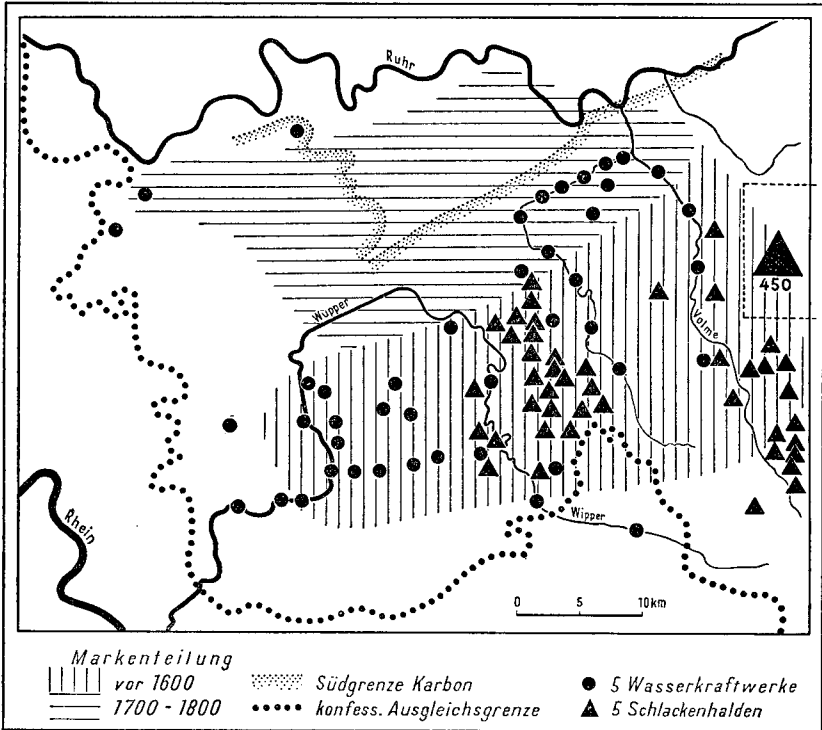 Ruhr
Wupper
Volme
450
Rhein
Wipper
0 5 10km
Markenteilung
vor 1600
1700 - 1800
Südgrenze Karbon
konfess. Ausgleichsgrenze
5 Wasserkraftwerke
5 Schlackenhalden